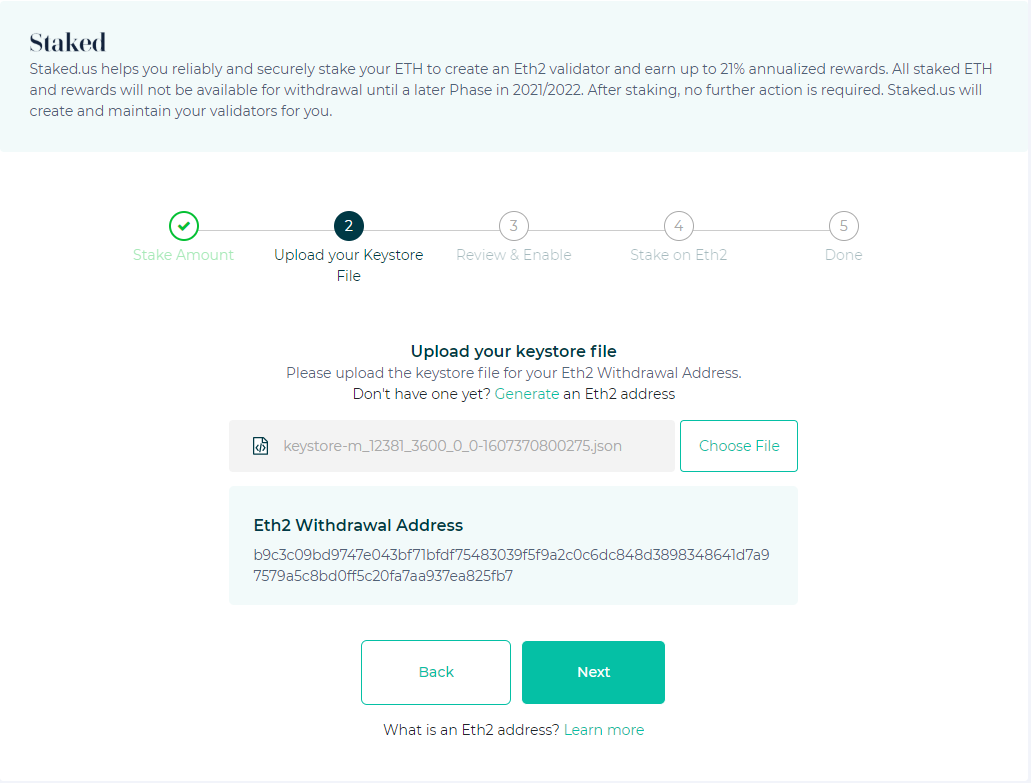 Staked
Staked.us helps you reliably and securely stake your ETH to create an Eth2 validator and earn up to 21% annualized rewards. All staked ETH
and rewards will not be available for withdrawal until a later Phase in 2021/2022. After staking, no further action is required. Staked.us will
create and maintain your validators for you.
2
3
4
5
Stake Amount
Upload your Keystore
File
Review & Enable
Stake on Eth2
Done
Upload your keystore file
Please upload the keystore file for your Eth2 Withdrawal Address.
Don't have one yet? Generate an Eth2 address
keystore-m_12381_3600_0_0-1607370800275.json
Choose File
Eth2 Withdrawal Address
b9c3c09bd9747e043bf71bfdf75483039f5f9a2c0c6dc848d3898348641d7a9
7579a5c8bd0ff5c20fa7aa937ea825fb7
Back
Next
What is an Eth2 address? Learn more